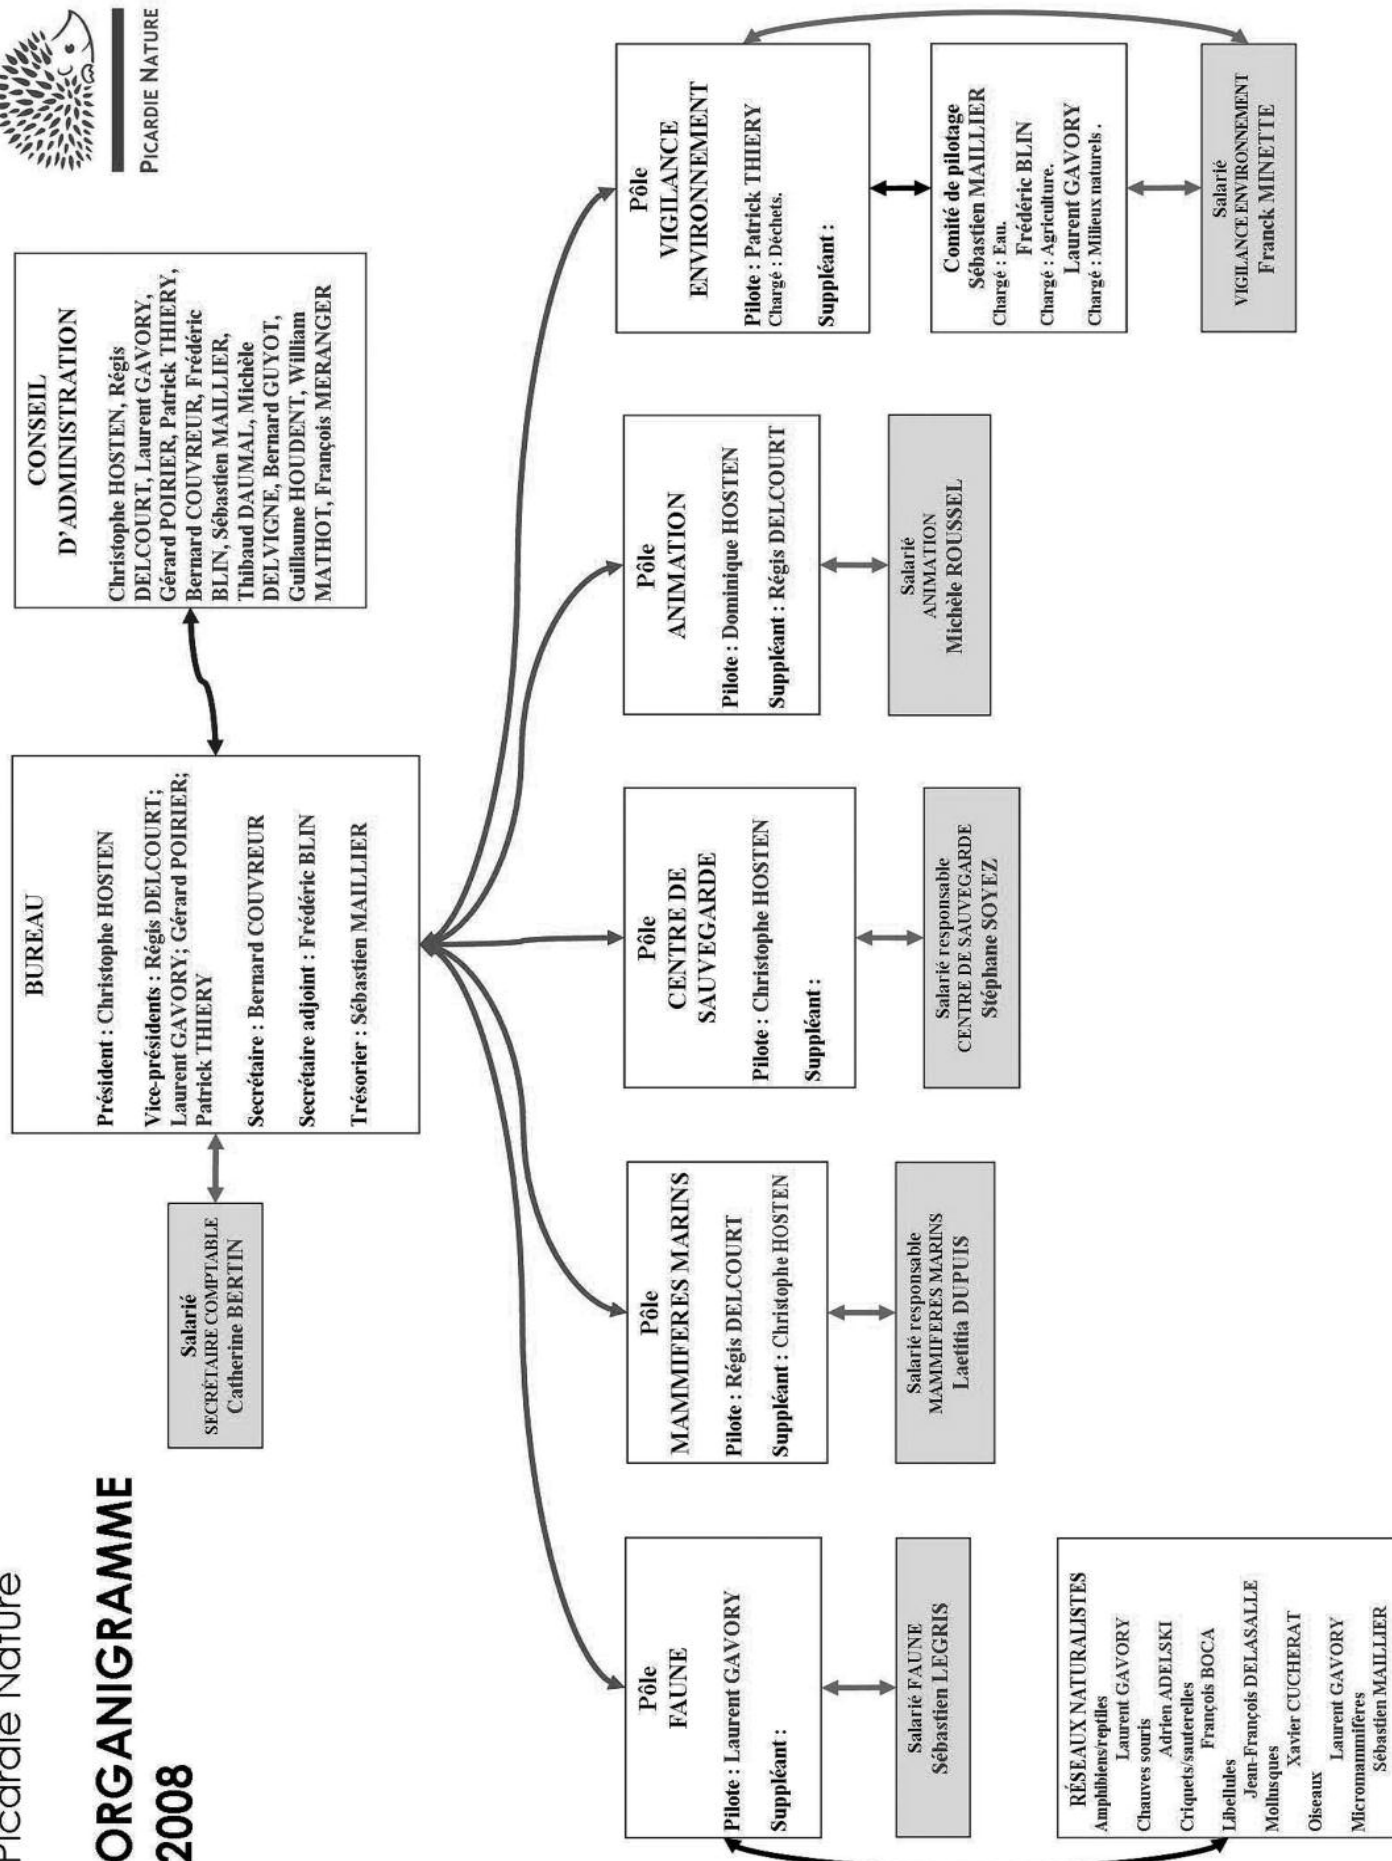 Picardie Nature
ORGANIGRAMME
2008
PICARDIE NATURE
Salarié
SECRÉTAIRE COMPTABLE
Catherine BERTIN
BUREAU
Président : Christophe HOSTEN
Vice-présidents : Régis DELCOURT;
Laurent GAVORY; Gérard POIRIER;
Patrick THIERY
Secrétaire : Bernard COUVREUR
Secrétaire adjoint : Frédéric BLIN
Trésorier : Sébastien MAILLIER
CONSEIL
D'ADMINISTRATION
Christophe HOSTEN, Régis
DELCOURT, Laurent GAVORY,
Gérard POIRIER, Patrick THIERY,
Bernard COUVREUR, Frédéric
BLIN, Sébastien MAILLIER,
Thibaud DAUMAL, Michèle
DELVIGNE, Bernard GUYOT,
Guillaume HOUDENT, William
MATHOT, François MERANGER
Pôle
FAUNE
Pilote : Laurent GAVORY
Suppléant :
Salarié FAUNE
Sébastien LEGRIS
RÉSEAUX NATURALISTES
Amphibiens/reptiles
Laurent GAVORY
Chauves souris
Adrien ADELSKI
Criquets/sauterelles
François BOCA
Libellules
Jean-François DELASALLE
Mollusques
Xavier CUCHERAT
Oiseaux
Laurent GAVORY
Micromammifères
Sébastien MAILLIER
Pôle
MAMMIFERES MARINS
Pilote : Régis DELCOURT
Suppléant : Christophe HOSTEN
Salarié responsable
MAMMIFERES MARINS
Laetitia DUPUIS
Pôle
CENTRE DE
SAUVEGARDE
Pilote : Christophe HOSTEN
Suppléant :
Salarié responsable
CENTRE DE SAUVEGARDE
Stéphane SOYEZ
Pôle
ANIMATION
Pilote : Dominique HOSTEN
Suppléant : Régis DELCOURT
Salarié
ANIMATION
Michèle ROUSSEL
Pôle
VIGILANCE
ENVIRONNEMENT
Pilote : Patrick THIERY
Chargé : Déchets.
Suppléant :
Comité de pilotage
Sébastien MAILLIER
Chargé : Eau.
Frédéric BLIN
Chargé : Agriculture.
Laurent GAVORY
Chargé : Milieux naturels .
Salarié
VIGILANCE ENVIRONNEMENT
Franck MINETTE